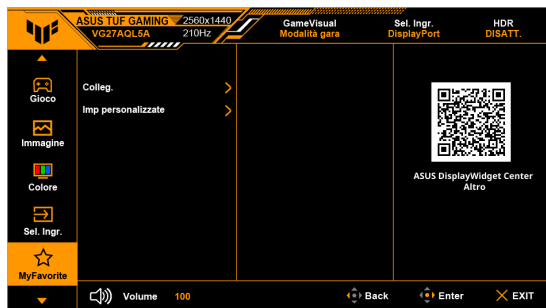 ASUS TUF GAMING 2560x1440 GameVisual Sel. Ingr. HDR
VG27AQL5A 210Hz Modalità gara DisplayPort DISATT.
Gioco
Immagine
Colore
Sel. Ingr.
MyFavorite
Colleg.
Imp personalizzate
ASUS DisplayWidget Center
Altro
Volume 100 Back Enter EXIT